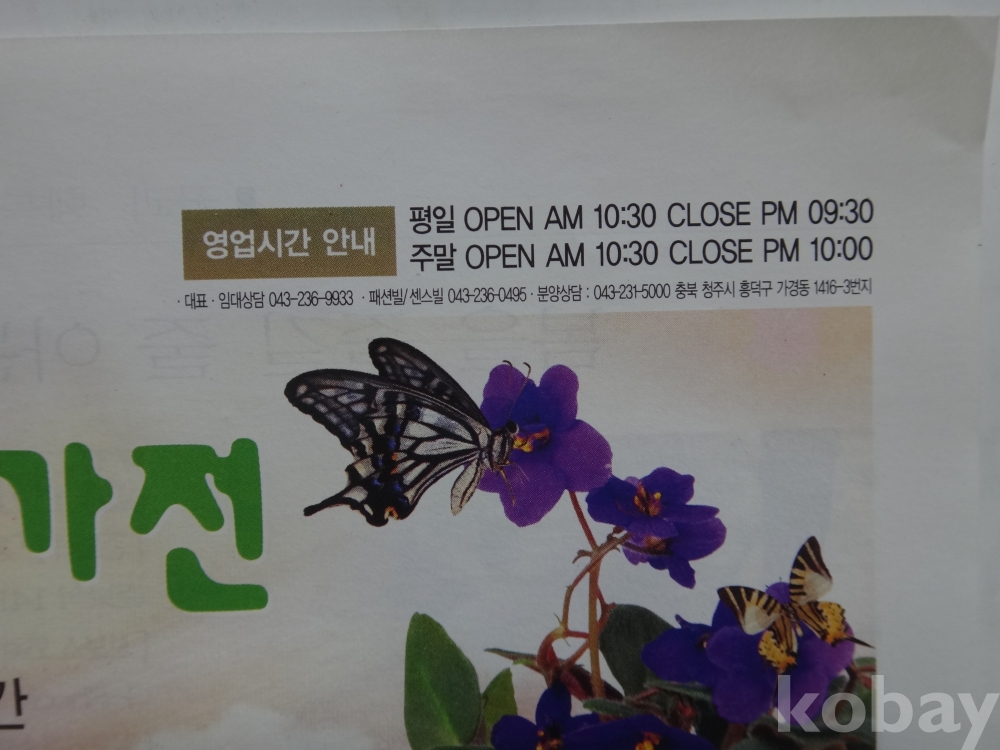 평일 OPEN AM 10:30 CLOSE PM 09:30
영업시간 안내
주말 OPEN AM 10:30 CLOSE PM 10:00
· 대표 · 임대상담 043-236-9933 · 패션빌/센스빌 043-236-0495 · 분양상담 : 043-231-5000 충북 청주시 흥덕구 가경동 1416-3번지
가전
간
kobay